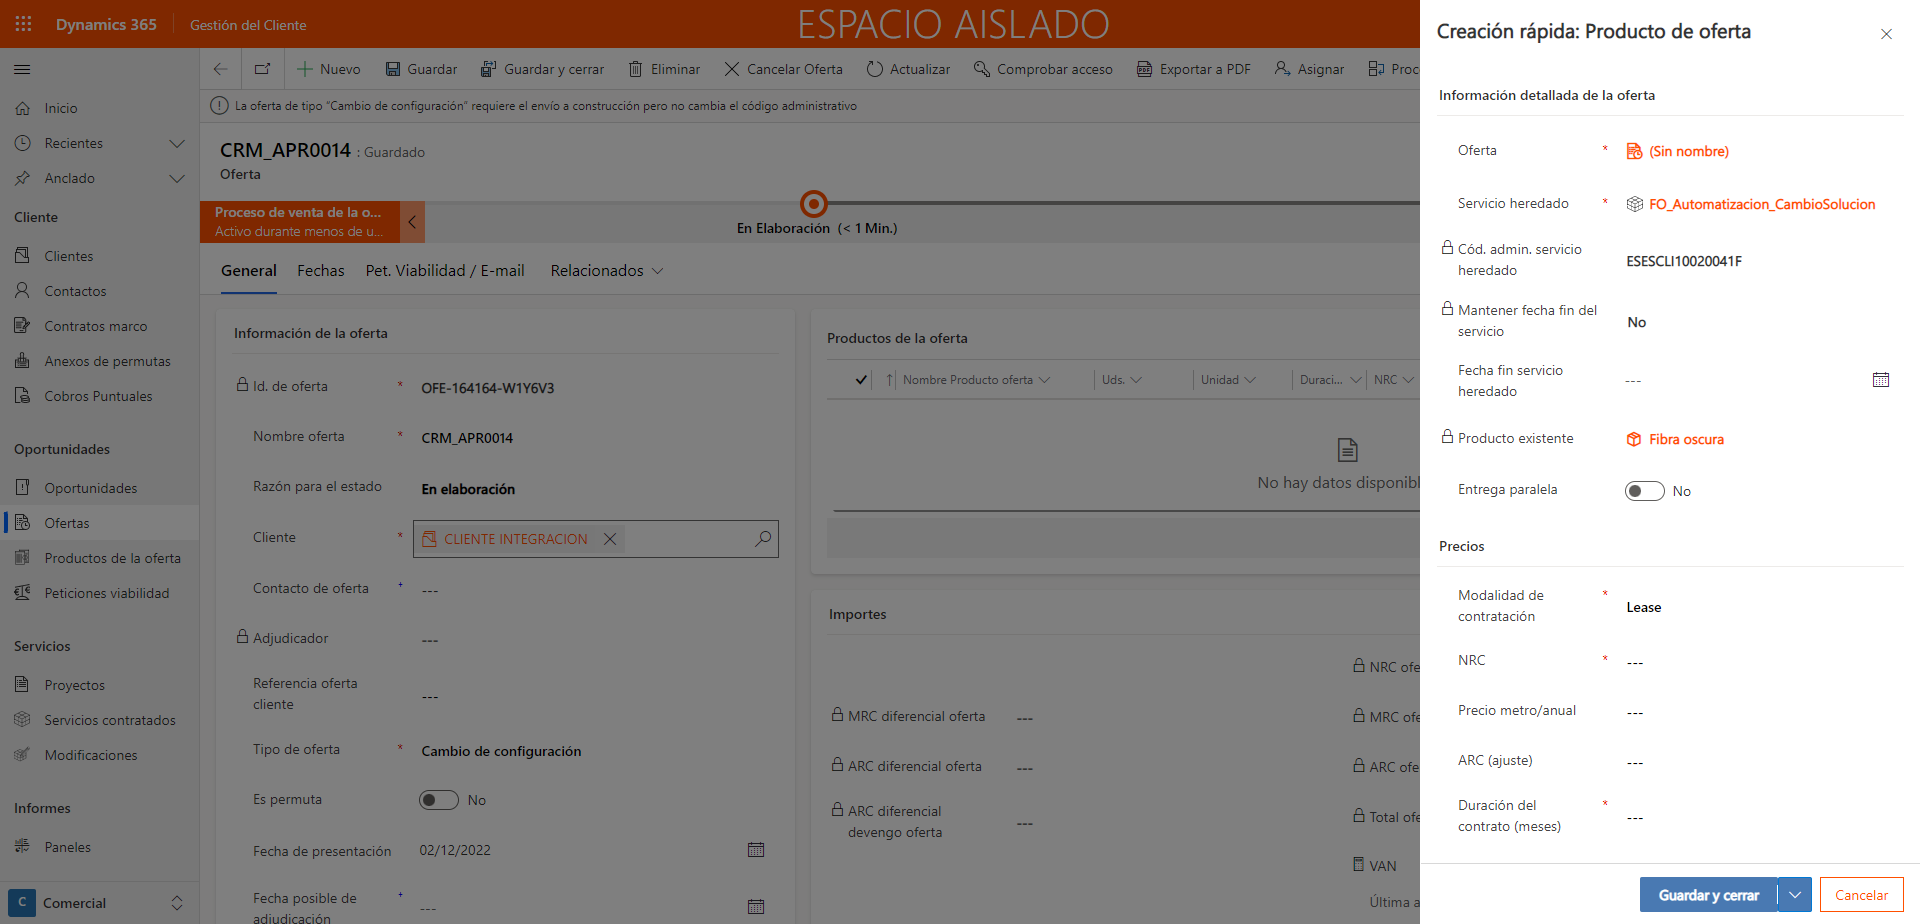 Dynamics 365
Gestión del Cliente
ESPACIO AISLADO
Nuevo
Guardar
Guardar y cerrar
Eliminar
Cancelar Oferta
Actualizar
Comprobar acceso
Exportar a PDF
Asignar
Proc
La oferta de tipo "Cambio de configuración" requiere el envío a construcción pero no cambia el código administrativo
Inicio
Recientes
Anclado
Cliente
Clientes
Contactos
Contratos marco
Anexos de permutas
Cobros Puntuales
Oportunidades
Oportunidades
Ofertas
Productos de la oferta
Peticiones viabilidad
Servicios
Proyectos
Servicios contratados
Modificaciones
Informes
Paneles
C
Comercial
CRM_APR0014 : Guardado
Oferta
Proceso de venta de la o...
Activo durante menos de u...
En Elaboración (< 1 Min.)
General
Fechas
Pet. Viabilidad / E-mail
Relacionados
Información de la oferta
Id. de oferta * OFE-164164-W1Y6V3
Nombre oferta * CRM_APR0014
Razón para el estado En elaboración
Cliente * CLIENTE INTEGRACION
Contacto de oferta + ---
Adjudicador ---
Referencia oferta
cliente
---
Tipo de oferta * Cambio de configuración
Es permuta No
Fecha de presentación 02/12/2022
Fecha posible de
adjudicación
+ ---
Productos de la oferta
Nombre Producto oferta
Uds.
Unidad
Duraci...
NRC
No hay datos disponibl
Importes
MRC diferencial oferta ---
ARC diferencial oferta ---
ARC diferencial
devengo oferta
---
NRC ofe
MRC ofe
ARC ofe
Total ofe
VAN
Última a
Creación rápida: Producto de oferta
Información detallada de la oferta
Oferta * (Sin nombre)
Servicio heredado * FO_Automatizacion_CambioSolucion
Cód. admin. servicio
heredado
ESESCLI10020041F
Mantener fecha fin del
servicio
No
Fecha fin servicio
heredado
---
Producto existente Fibra oscura
Entrega paralela No
Precios
Modalidad de
contratación
* Lease
NRC * ---
Precio metro/anual ---
ARC (ajuste) ---
Duración del
contrato (meses)
* ---
Guardar y cerrar
Cancelar